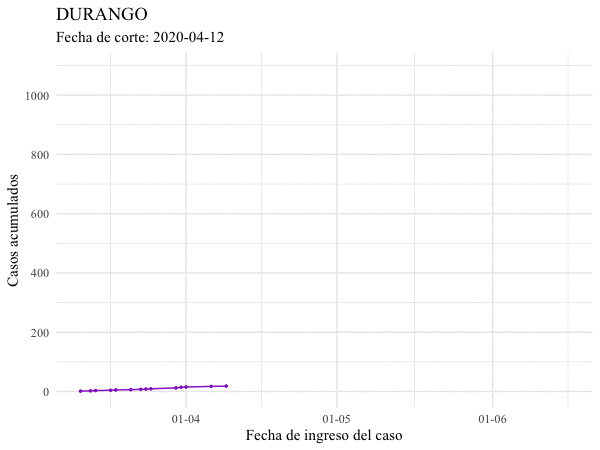 DURANGO
Fecha de corte: 2020-04-12
Casos acumulados
1000
800
600
400
200
0
01-04 01-05 01-06
Fecha de ingreso del caso